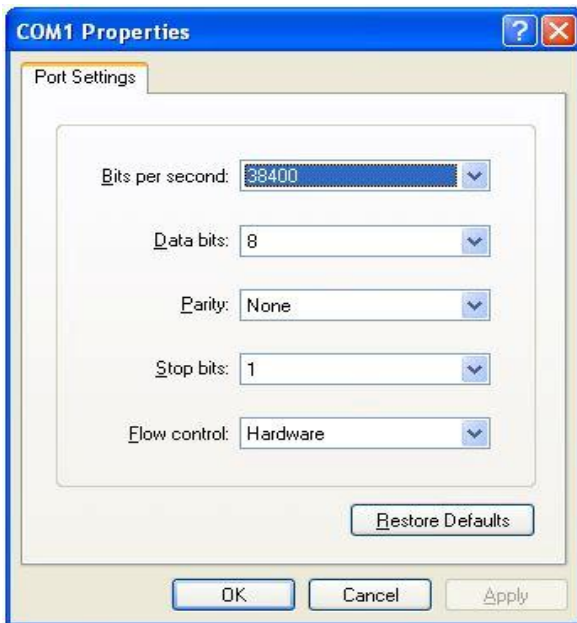 COM1 Properties
Port Settings
Bits per second: 38400
Data bits: 8
Parity: None
Stop bits: 1
Flow control: Hardware
Restore Defaults
OK Cancel Apply